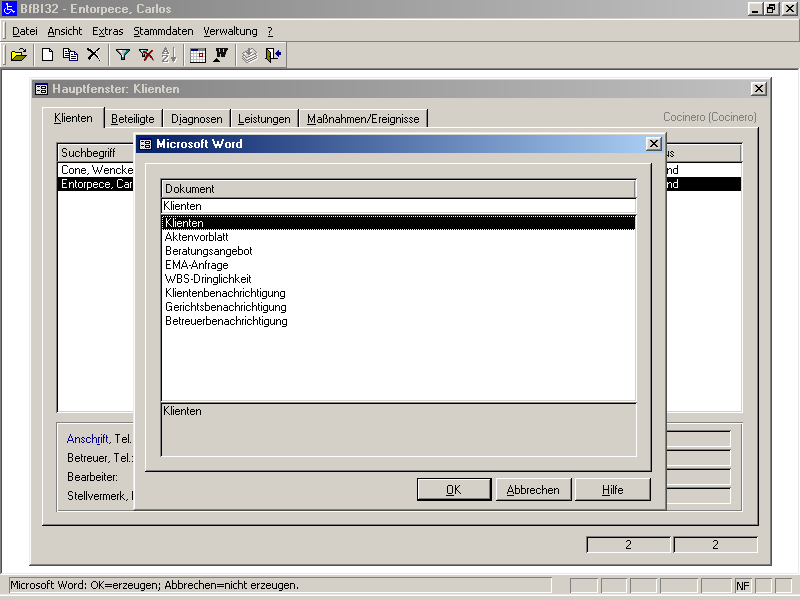 BfBI32 - Entorpece, Carlos
Datei Ansicht Extras Stammdaten Verwaltung ?
Hauptfenster: Klienten
Klienten Beteiligte Diagnosen Leistungen Maßnahmen/Ereignisse
Cocinero (Cocinero)
Microsoft Word
Suchbegriff
Cone, Wencke
Entorpece, Car
Dokument
Klienten
Klienten
Aktenvorblatt
Beratungsangebot
EMA-Anfrage
WBS-Dringlichkeit
Klientenbenachrichtigung
Gerichtsbenachrichtigung
Betreuerbenachrichtigung
Klienten
us
nd
nd
Anschrift, Tel.
Betreuer, Tel.:
Bearbeiter:
Stellvermerk,
OK Abbrechen Hilfe
2 2
Microsoft Word: OK=erzeugen; Abbrechen=nicht erzeugen.
NF